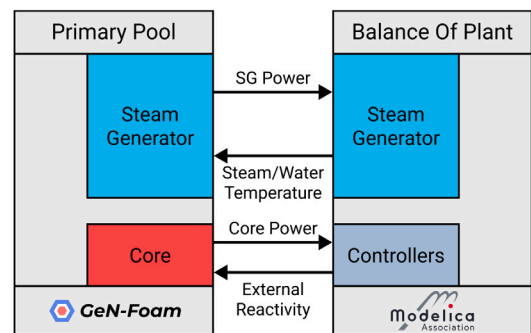 Primary Pool
Balance Of Plant
Steam
Generator
SG Power
Steam
Generator
Steam/Water
Temperature
Core Power
Core
Controllers
External
Reactivity
GeN-Foam
Modelica
Association